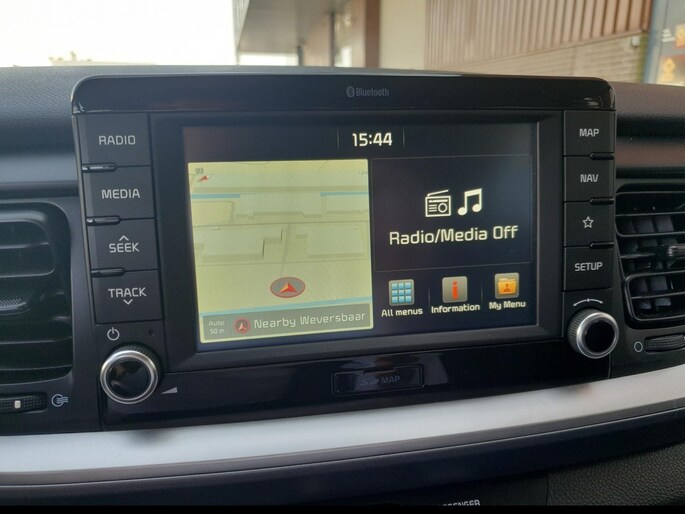 Bluetooth
RADIO
MEDIA
SEEK
TRACK
15:44
Radio/Media Off
All menus
Information
My Menu
Auto
50 m
Nearby Weversbaar
MAP
NAV
SETUP
MAP